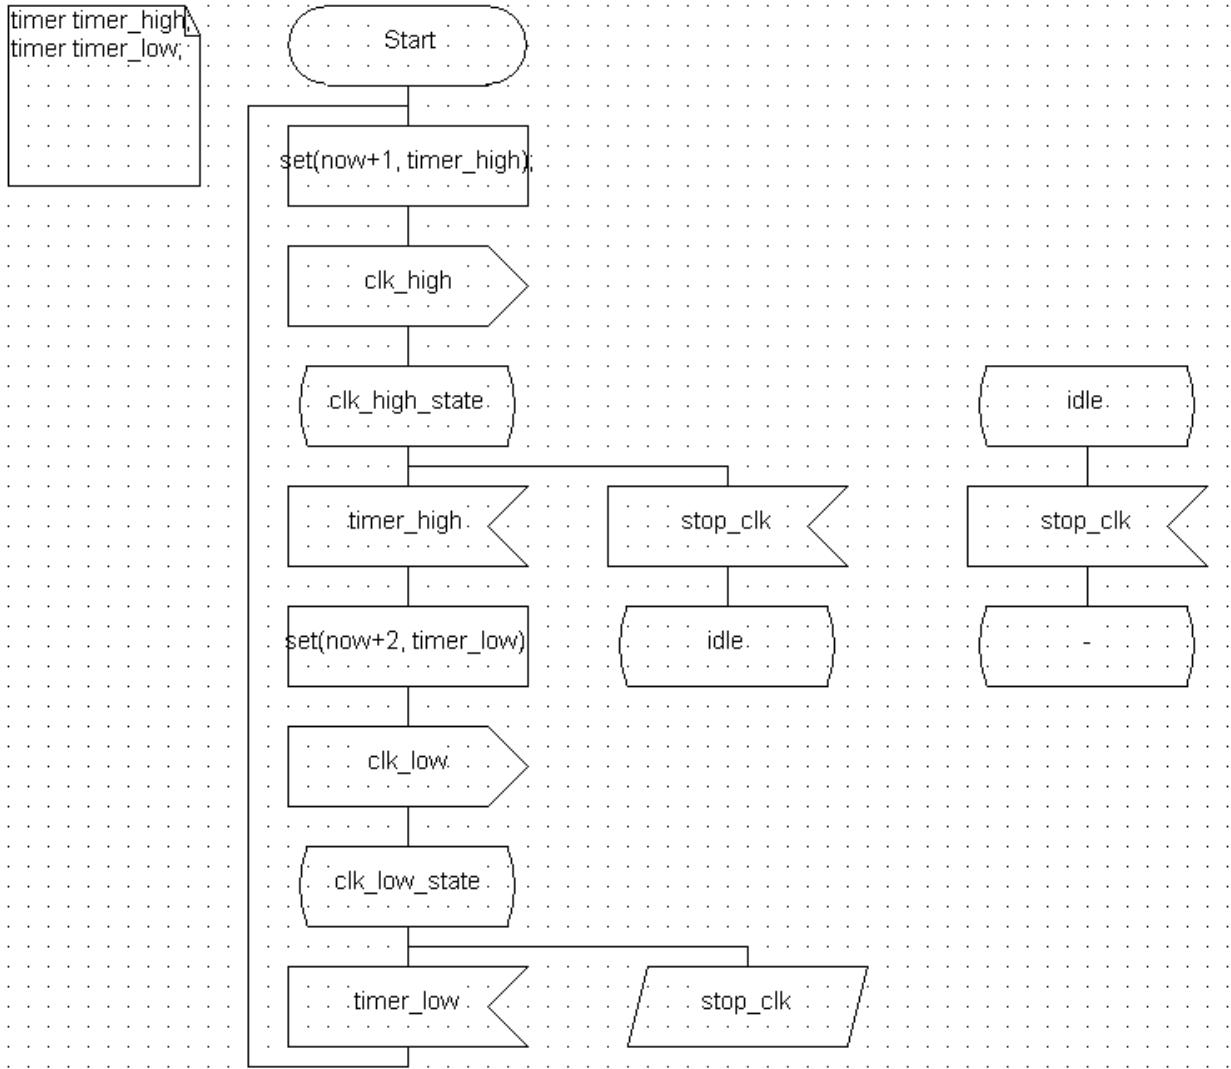 timer timer_high;
timer timer_low;
Start
set(now+1, timer_high);
clk_high
clk_high_state
idle
timer_high
stop_clk
stop_clk
set(now+2, timer_low)
idle
-
clk_low
clk_low_state
timer_low
stop_clk